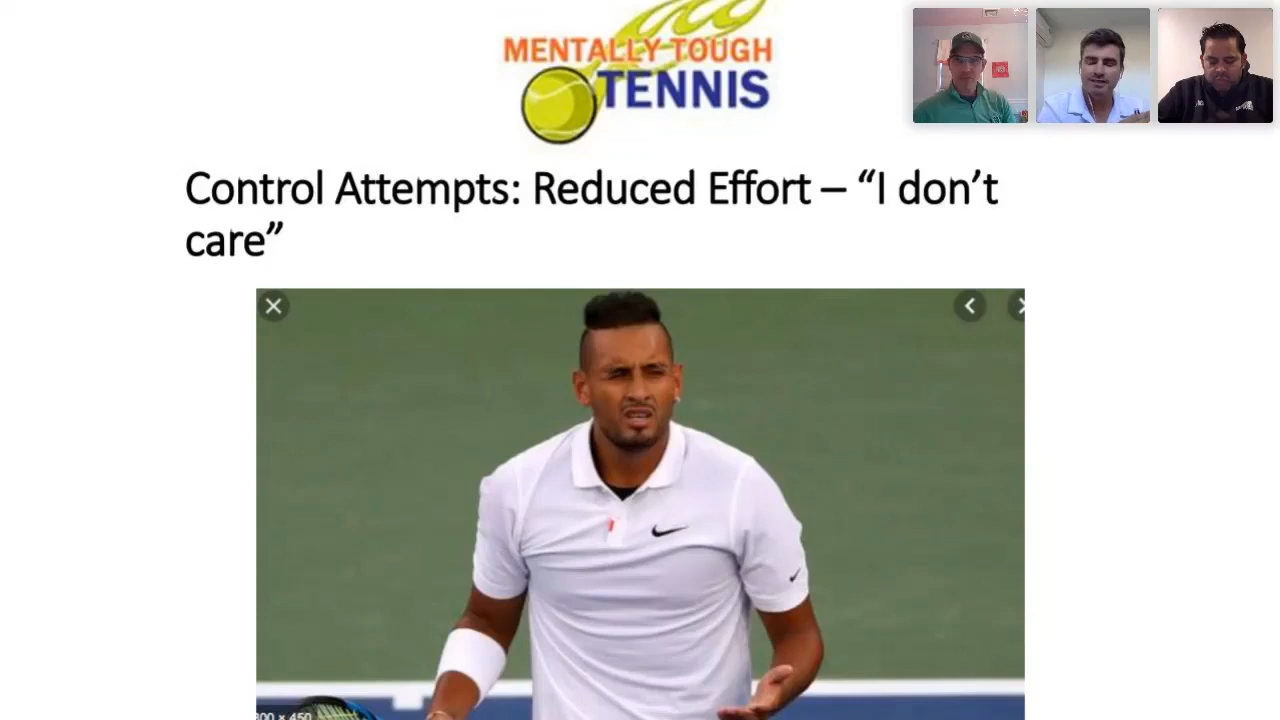 MENTALLY TOUGH
TENNIS
Control Attempts: Reduced Effort – “I don’t
care”